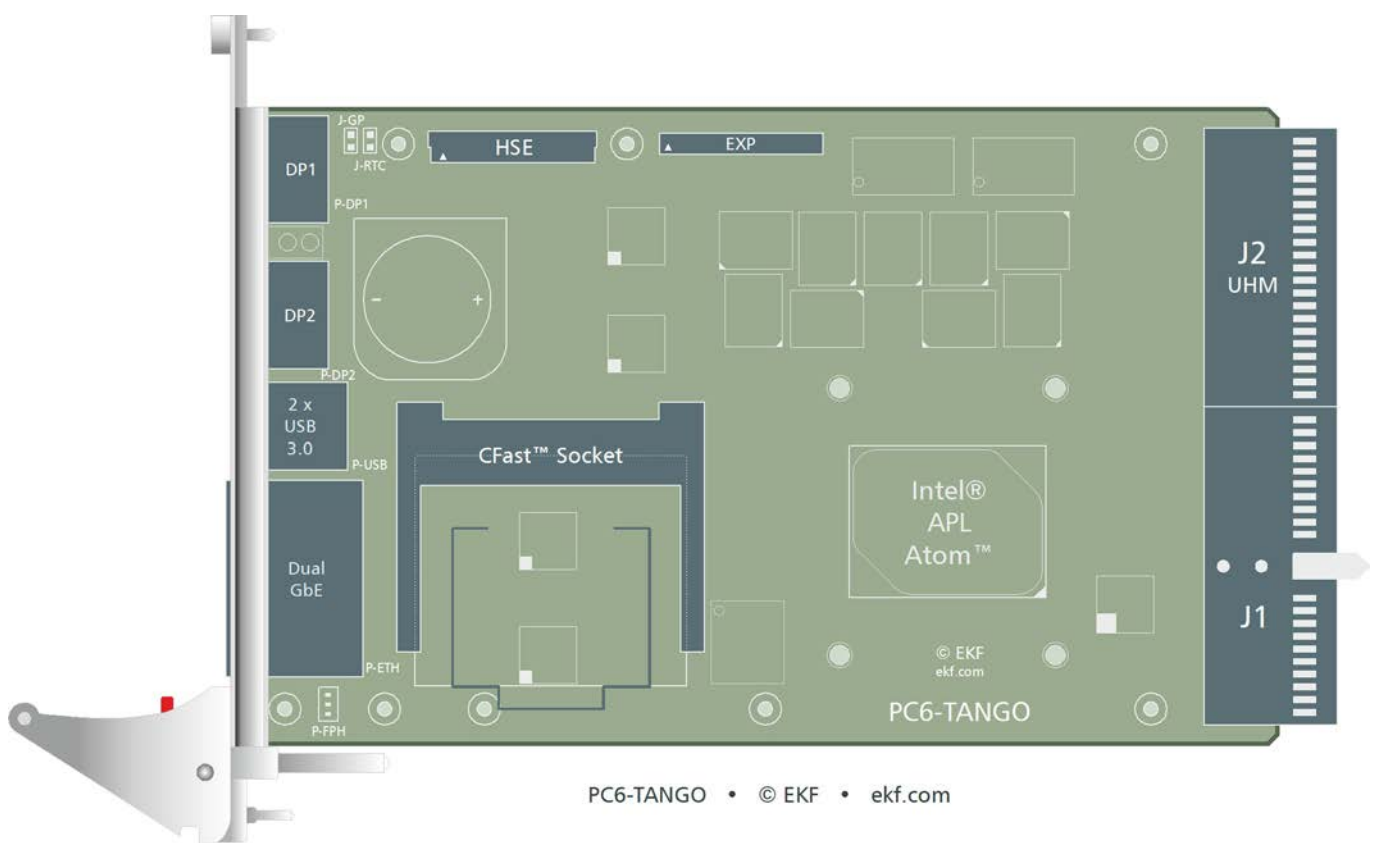 J-GP
J-RTC
HSE
EXP
DP1
P-DP1
J2
UHM
- +
DP2
P-DP2
2 x
USB
3.0
P-USB
CFast™ Socket
Intel®
APL
Atom™
Dual
GbE
J1
P-ETH
© EKF
ekf.com
PC6-TANGO
P-FPH
PC6-TANGO • © EKF • ekf.com